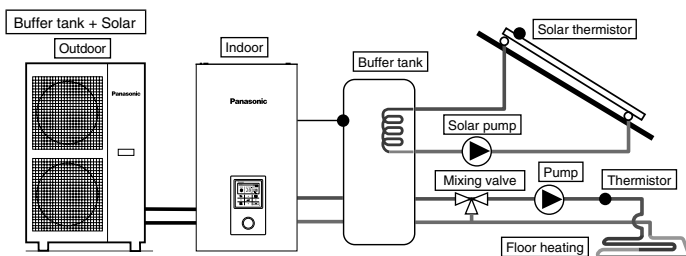 Buffer tank + Solar
Outdoor
Indoor
Buffer tank
Solar thermistor
Panasonic
Panasonic
Solar pump
Mixing valve
Pump
Thermistor
Floor heating